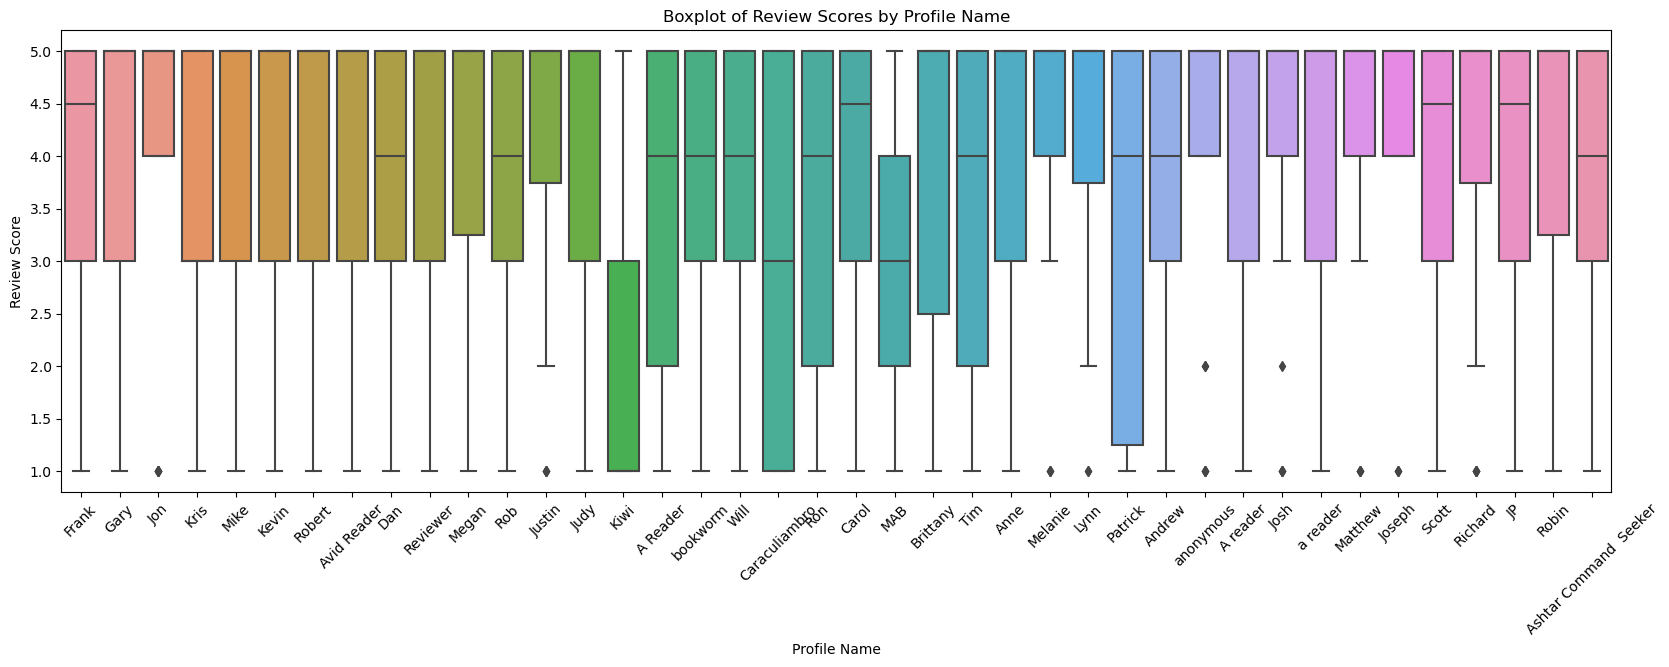 Boxplot of Review Scores by Profile Name
Review Score
5.0
4.5
4.0
3.5
3.0
2.5
2.0
1.5
1.0
Frank
Gary
Jon
Kris
Mike
Kevin
Robert
Avid Reader
Dan
Reviewer
Megan
Rob
Justin
Judy
Kiwi
A Reader
bookworm
Will
Caraculiambro
Ron
Carol
MAB
Brittany
Tim
Anne
Melanie
Lynn
Patrick
Andrew
anonymous
A reader
Josh
a reader
Matthew
Joseph
Scott
Richard
JP
Robin
Ashtar Command  Seeker
Profile Name